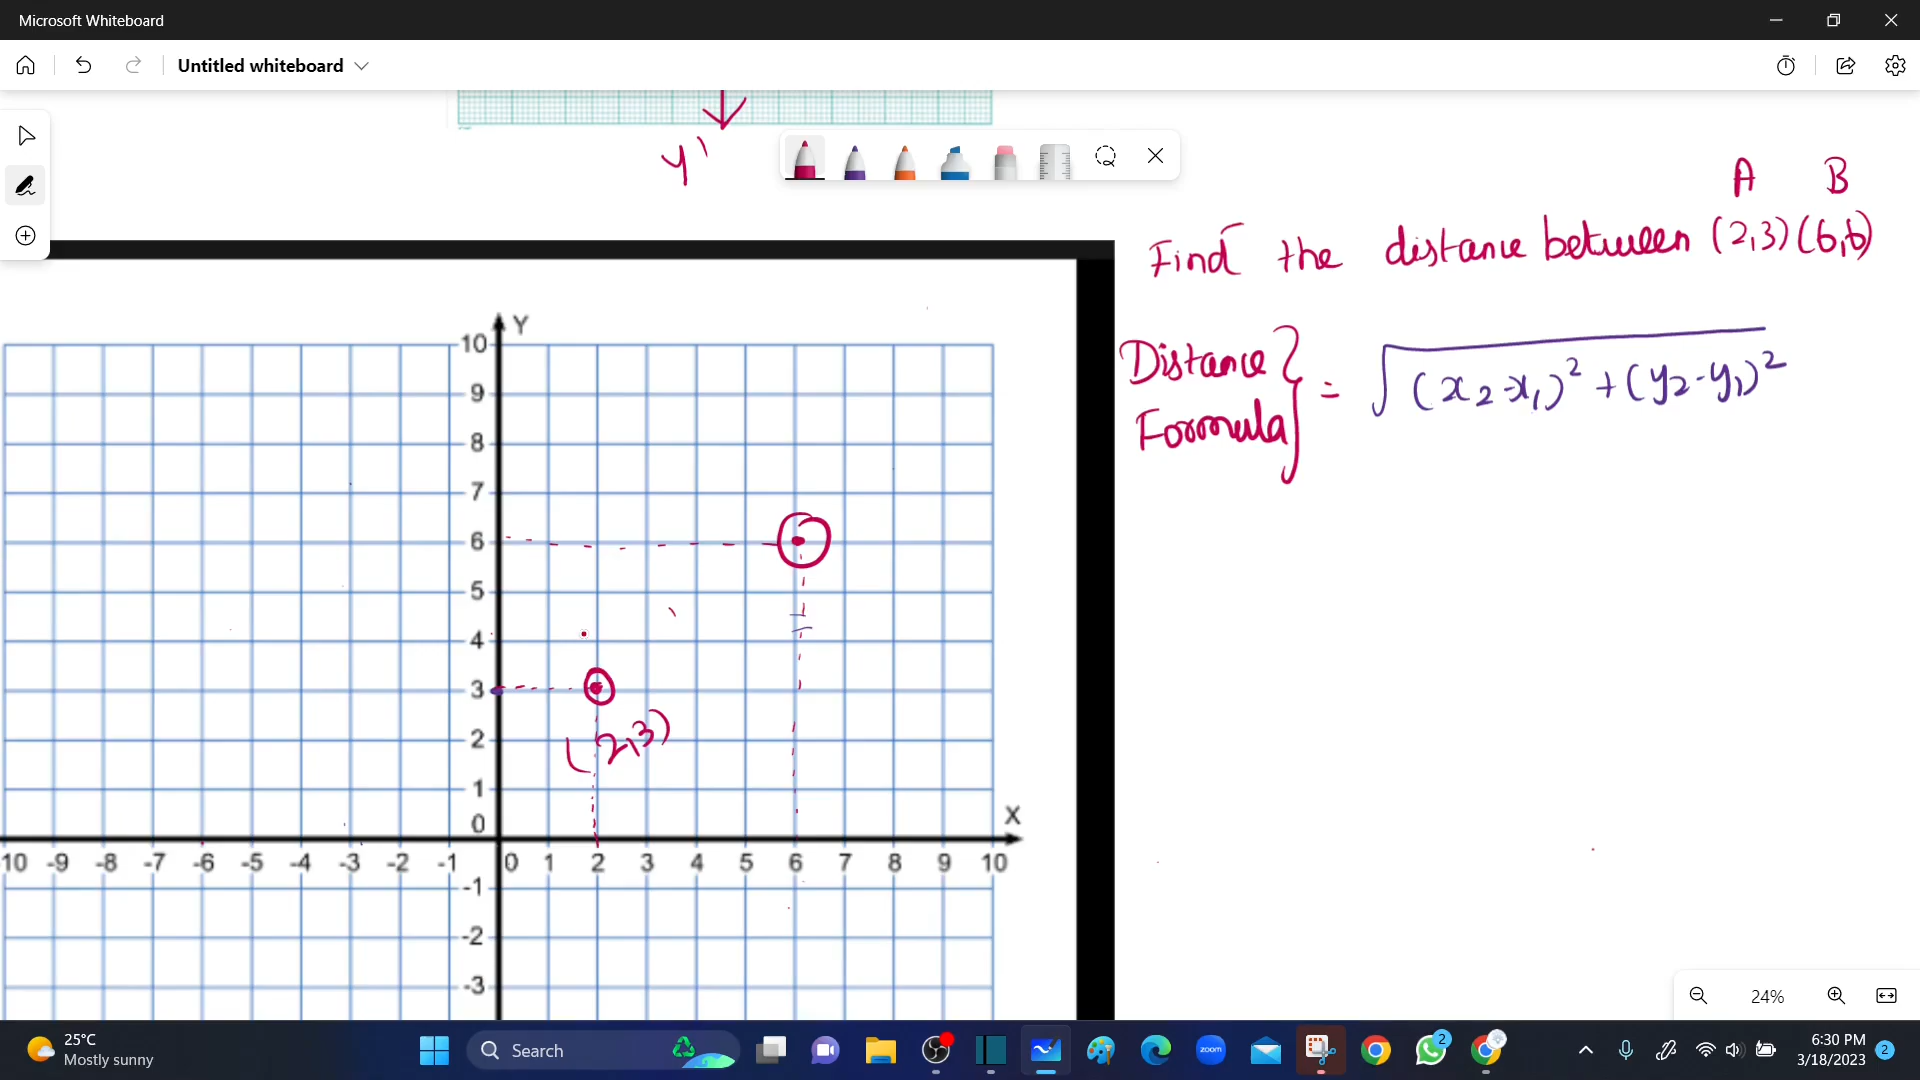 Microsoft Whiteboard
Untitled whiteboard
Y'
A B
Find the distance between (2,3) (6,6)
Distance
Formula
= √(x₂-x₁)² + (y₂-y₁)²
Y
10
9
8
7
6
5
4
3
(2,3)
2
1
0
X
-10 -9 -8 -7 -6 -5 -4 -3 -2 -1 0 1 2 3 4 5 6 7 8 9 10
-1
-2
-3
24%
25°C
Mostly sunny
Search
zoom
2
6:30 PM
3/18/2023
2